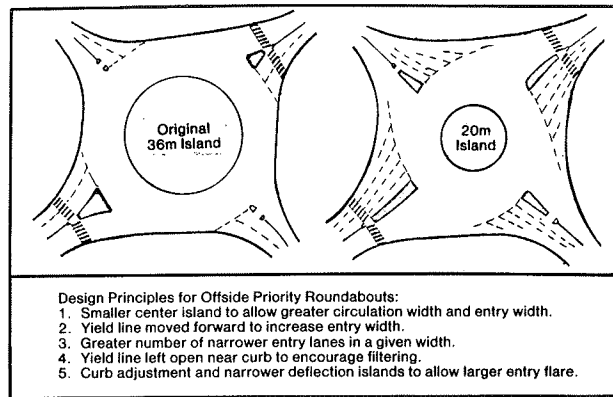 Original
36m Island
20m
Island
Design Principles for Offside Priority Roundabouts:
1. Smaller center island to allow greater circulation width and entry width.
2. Yield line moved forward to increase entry width.
3. Greater number of narrower entry lanes in a given width.
4. Yield line left open near curb to encourage filtering.
5. Curb adjustment and narrower deflection islands to allow larger entry flare.